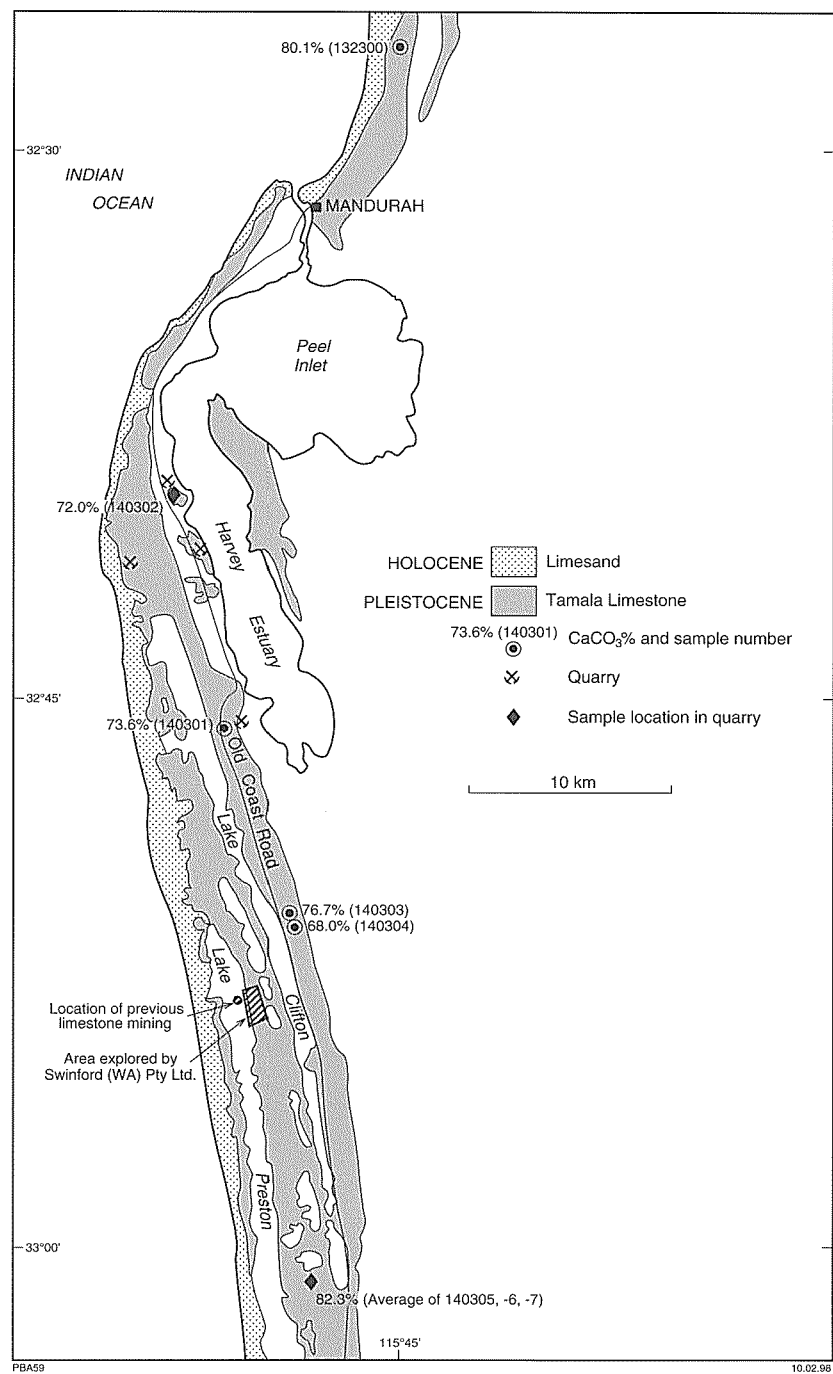 80.1% (132300)
32°30'
INDIAN
OCEAN
MANDURAH
Peel
Inlet
72.0% (140302)
Harvey
Estuary
HOLOCENE
Limesand
PLEISTOCENE
Tamala Limestone
73.6% (140301)
CaCO₃% and sample number
Quarry
Sample location in quarry
32°45'
73.6% (140301)
Old Coast Road
10 km
Lake
76.7% (140303)
68.0% (140304)
Lake
Clifton
Location of previous
limestone mining
Area explored by
Swinford (WA) Pty Ltd.
Preston
33°00'
82.3% (Average of 140305, -6, -7)
115°45'
PBA59
10.02.98